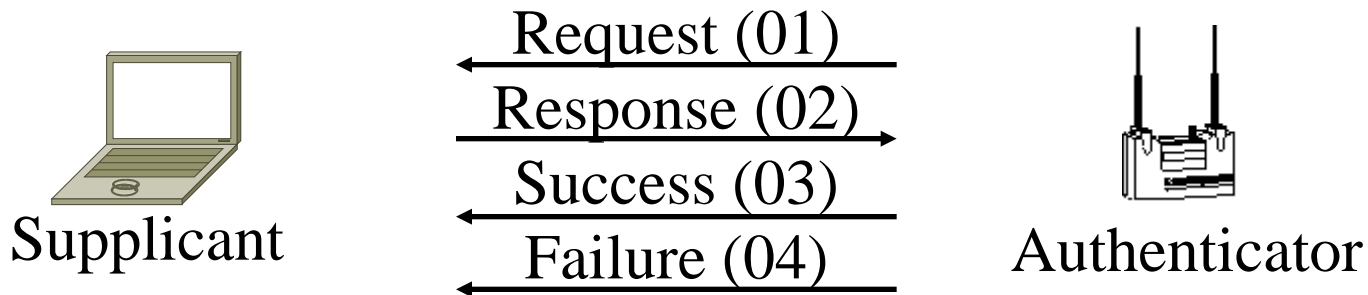 Request (01)
Response (02)
Success (03)
Failure (04)
Supplicant
Authenticator